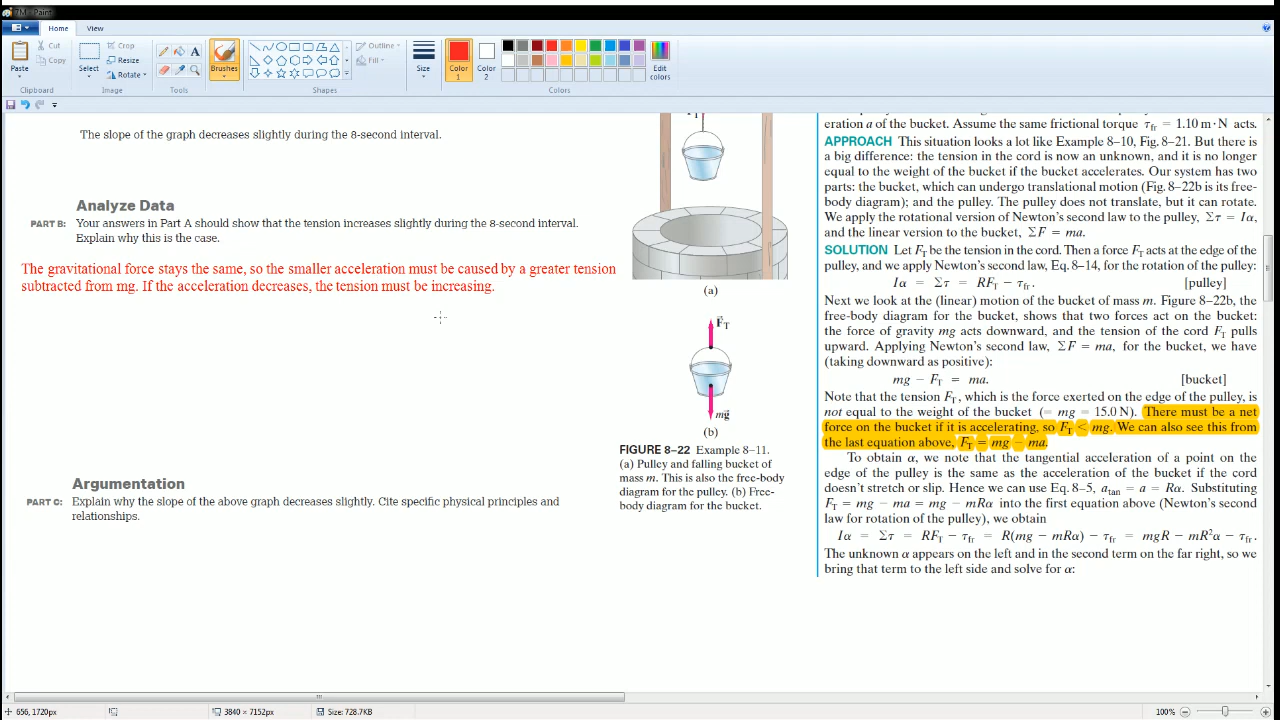 7M - Paint
Home
View
Paste
Cut
Copy
Clipboard
Select
Crop
Resize
Rotate
Image
A
Tools
Brushes
Shapes
Outline
Fill
Size
Color
1
Color
2
Edit
colors
Colors
The slope of the graph decreases slightly during the 8-second interval.
Analyze Data
PART B: Your answers in Part A should show that the tension increases slightly during the 8-second interval.
Explain why this is the case.
The gravitational force stays the same, so the smaller acceleration must be caused by a greater tension
subtracted from mg. If the acceleration decreases, the tension must be increasing.
Argumentation
PART C: Explain why the slope of the above graph decreases slightly. Cite specific physical principles and
relationships.
(a)
F⃗T
mg⃗
(b)
FIGURE 8–22 Example 8–11.
(a) Pulley and falling bucket of
mass m. This is also the free-body
diagram for the pulley. (b) Free-
body diagram for the bucket.
eration a of the bucket. Assume the same frictional torque τfr = 1.10 m·N acts.
APPROACH This situation looks a lot like Example 8–10, Fig. 8–21. But there is
a big difference: the tension in the cord is now an unknown, and it is no longer
equal to the weight of the bucket if the bucket accelerates. Our system has two
parts: the bucket, which can undergo translational motion (Fig. 8–22b is its free-
body diagram); and the pulley. The pulley does not translate, but it can rotate.
We apply the rotational version of Newton's second law to the pulley, Στ = Iα,
and the linear version to the bucket, ΣF = ma.
SOLUTION Let FT be the tension in the cord. Then a force FT acts at the edge of the
pulley, and we apply Newton's second law, Eq. 8–14, for the rotation of the pulley:
Iα = Στ = RFT − τfr. [pulley]
Next we look at the (linear) motion of the bucket of mass m. Figure 8–22b, the
free-body diagram for the bucket, shows that two forces act on the bucket:
the force of gravity mg acts downward, and the tension of the cord FT pulls
upward. Applying Newton's second law, ΣF = ma, for the bucket, we have
(taking downward as positive):
mg − FT = ma. [bucket]
Note that the tension FT, which is the force exerted on the edge of the pulley, is
not equal to the weight of the bucket (= mg = 15.0 N). There must be a net
force on the bucket if it is accelerating, so FT < mg. We can also see this from
the last equation above, FT = mg − ma.
To obtain α, we note that the tangential acceleration of a point on the
edge of the pulley is the same as the acceleration of the bucket if the cord
doesn't stretch or slip. Hence we can use Eq. 8–5, atan = a = Rα. Substituting
FT = mg − ma = mg − mRα into the first equation above (Newton's second
law for rotation of the pulley), we obtain
Iα = Στ = RFT − τfr = R(mg − mRα) − τfr = mgR − mR²α − τfr.
The unknown α appears on the left and in the second term on the far right, so we
bring that term to the left side and solve for α:
656, 1720px
3840 × 7152px
Size: 728.7KB
100%